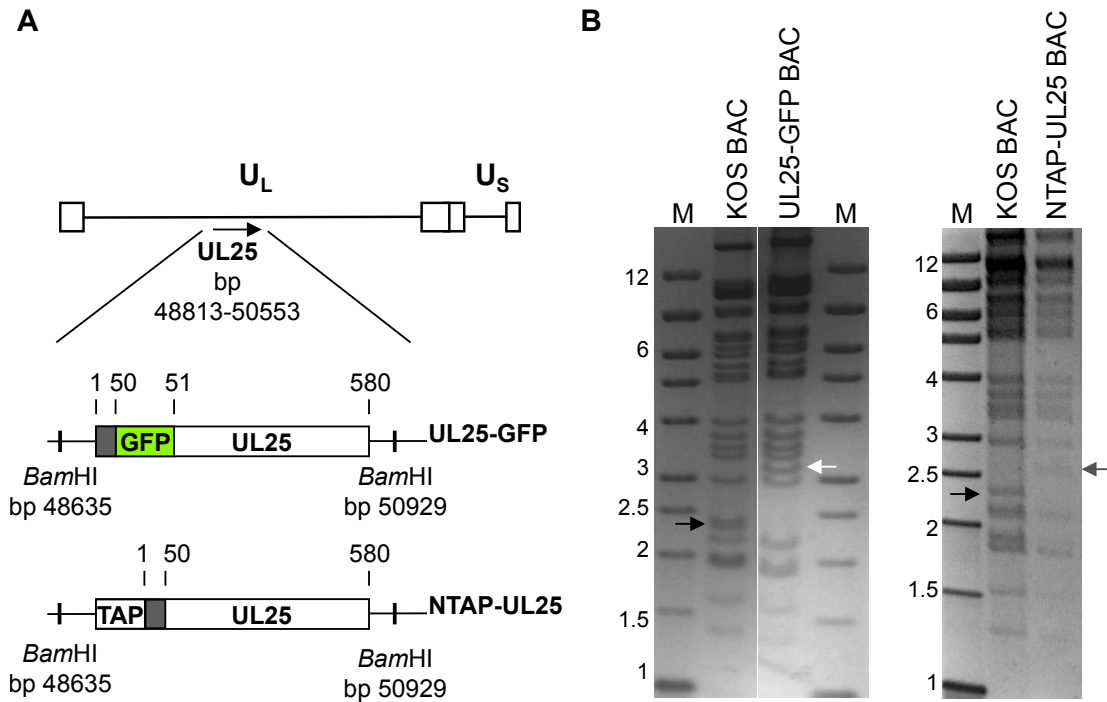 A
U_L
U_S
UL25
bp
48813-50553
1 50 51 580
GFP UL25 UL25-GFP
BamHI BamHI
bp 48635 bp 50929
1 50 580
TAP UL25 NTAP-UL25
BamHI BamHI
bp 48635 bp 50929
B
M KOS BAC UL25-GFP BAC M
12
6
4
3
2.5
2
1.5
1
M KOS BAC NTAP-UL25 BAC
12
6
4
3
2.5
2
1.5
1